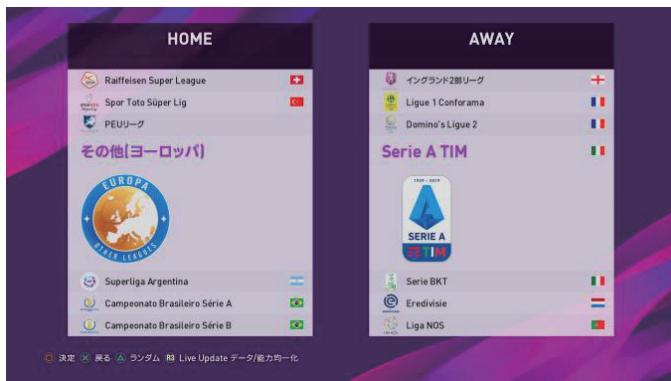 HOME
Raiffeisen Super League
Spor Toto Süper Lig
PEUリーグ
その他(ヨーロッパ)
EUROPA
OTHER LEAGUES
Superliga Argentina
Campeonato Brasileiro Série A
Campeonato Brasileiro Série B
AWAY
イングランド2部リーグ
Ligue 1 Conforama
Domino's Ligue 2
Serie A TIM
SERIE A
TIM
Serie BKT
Eredivisie
Liga NOS
決定 戻る ランダム R3 Live Update データ/能力均一化